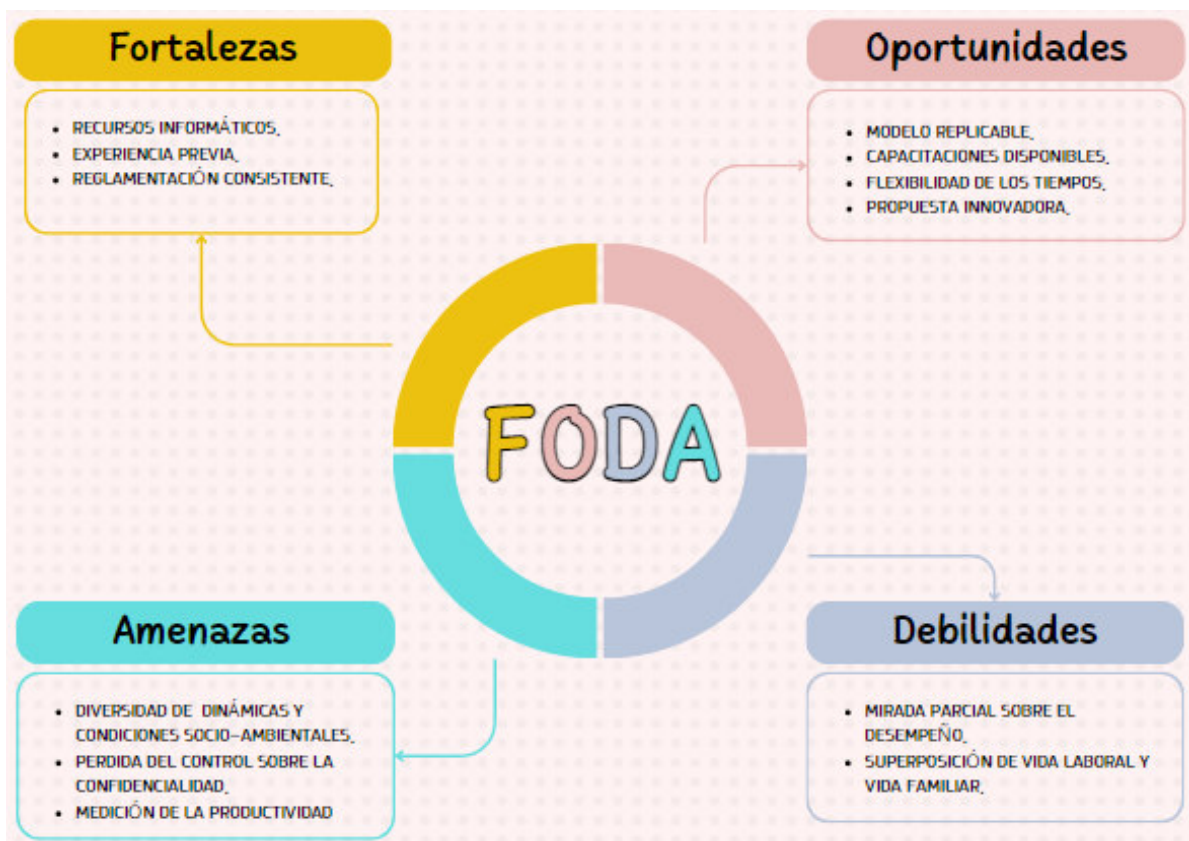 Fortalezas
• RECURSOS INFORMÁTICOS.
• EXPERIENCIA PREVIA.
• REGLAMENTACIÓN CONSISTENTE.
Oportunidades
• MODELO REPLICABLE.
• CAPACITACIONES DISPONIBLES.
• FLEXIBILIDAD DE LOS TIEMPOS.
• PROPUESTA INNOVADORA.
FODA
Amenazas
• DIVERSIDAD DE DINÁMICAS Y
CONDICIONES SOCIO-AMBIENTALES.
• PERDIDA DEL CONTROL SOBRE LA
CONFIDENCIALIDAD.
• MEDICIÓN DE LA PRODUCTIVIDAD
Debilidades
• MIRADA PARCIAL SOBRE EL
DESEMPEÑO.
• SUPERPOSICIÓN DE VIDA LABORAL Y
VIDA FAMILIAR.